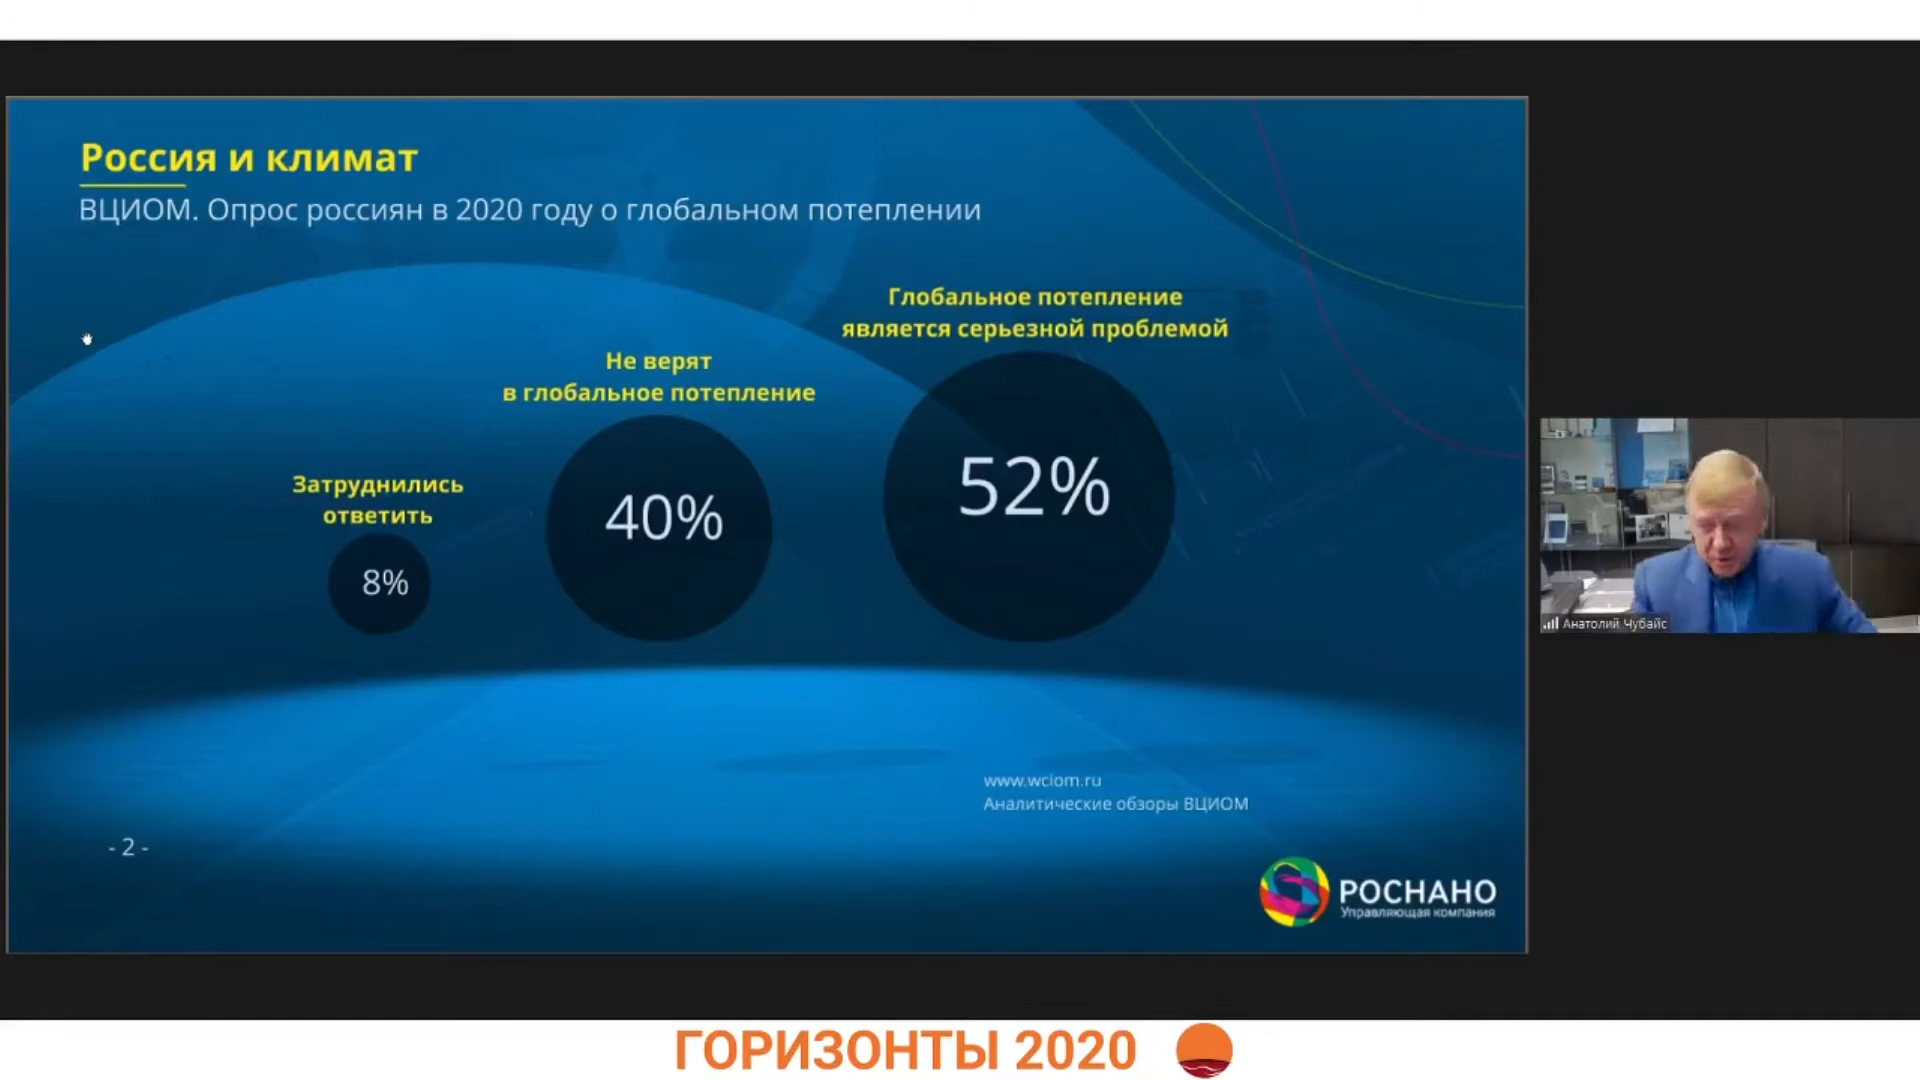 Россия и климат
ВЦИОМ. Опрос россиян в 2020 году о глобальном потеплении
Глобальное потепление
является серьезной проблемой
52%
Не верят
в глобальное потепление
40%
Затруднились
ответить
8%
www.wciom.ru
Аналитические обзоры ВЦИОМ
- 2 -
РОСНАНО
Управляющая компания
Анатолий Чубайс
ГОРИЗОНТЫ 2020